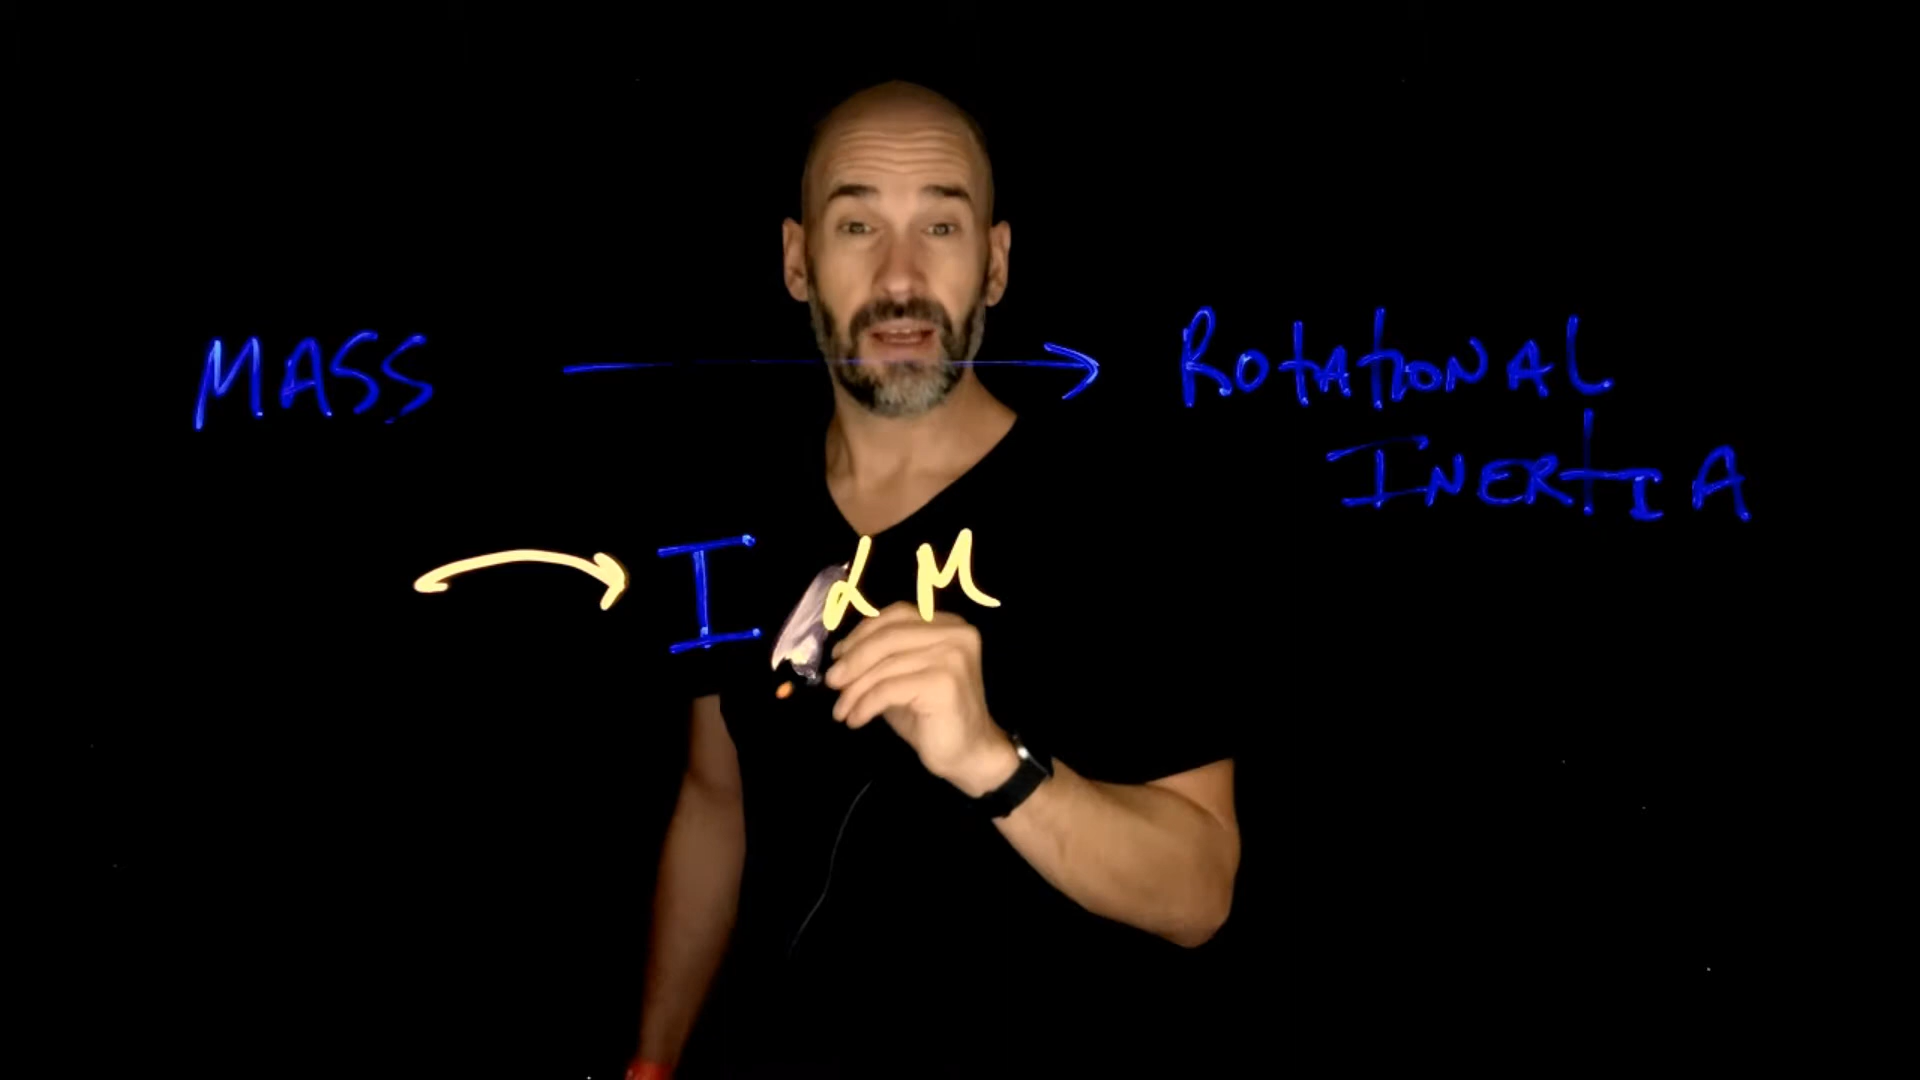 MASS → ROTATIONAL
INERTIA
I α M